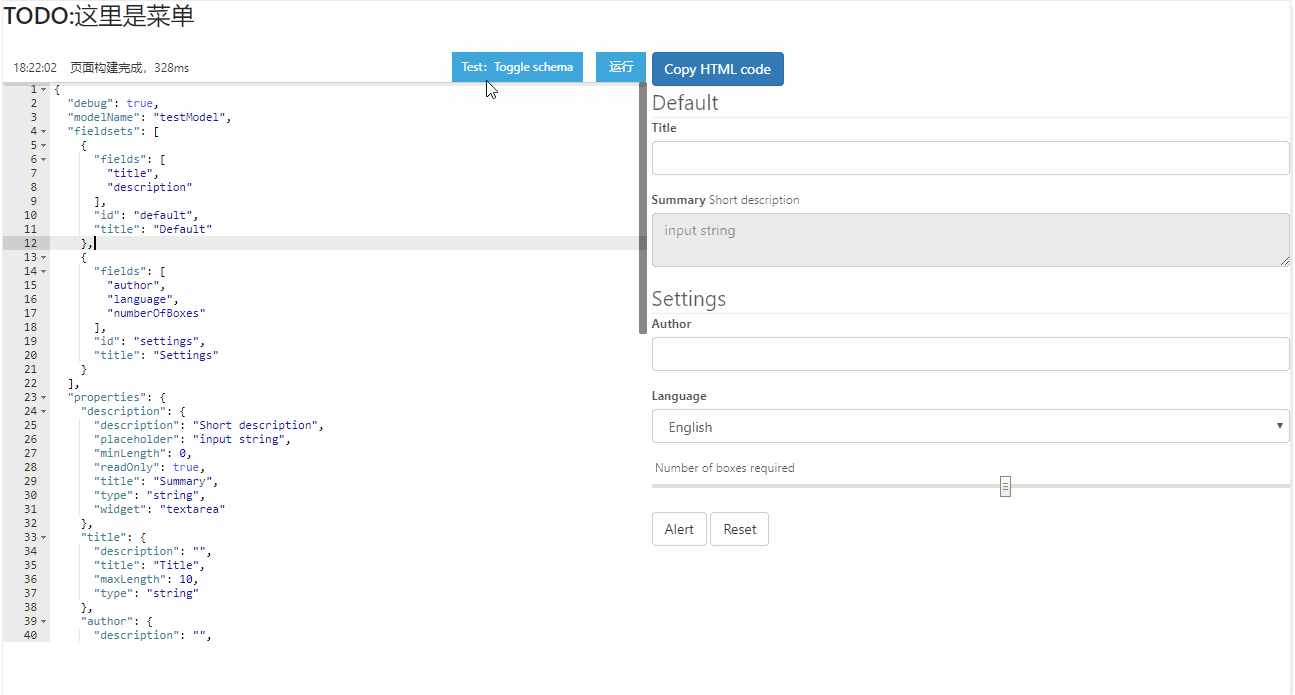 TODO:这里是菜单
18:22:02 页面构建完成，328ms
Test: Toggle schema
运行
Copy HTML code
1 {
2 "debug": true,
3 "modelName": "testModel",
4 "fieldsets": [
5 {
6 "fields": [
7 "title",
8 "description"
9 ],
10 "id": "default",
11 "title": "Default"
12 },
13 {
14 "fields": [
15 "author",
16 "language",
17 "numberOfBoxes"
18 ],
19 "id": "settings",
20 "title": "Settings"
21 }
22 ],
23 "properties": {
24 "description": {
25 "description": "Short description",
26 "placeholder": "input string",
27 "minLength": 0,
28 "readOnly": true,
29 "title": "Summary",
30 "type": "string",
31 "widget": "textarea"
32 },
33 "title": {
34 "description": "",
35 "title": "Title",
36 "maxLength": 10,
37 "type": "string"
38 },
39 "author": {
40 "description": "",
Default
Title
Summary Short description
input string
Settings
Author
Language
English
Number of boxes required
Alert
Reset